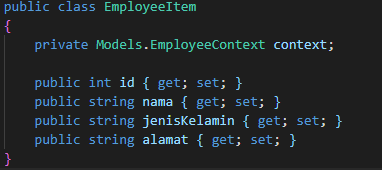 public class EmployeeItem
{
private Models.EmployeeContext context;
public int id { get; set; }
public string nama { get; set; }
public string jenisKelamin { get; set; }
public string alamat { get; set; }
}